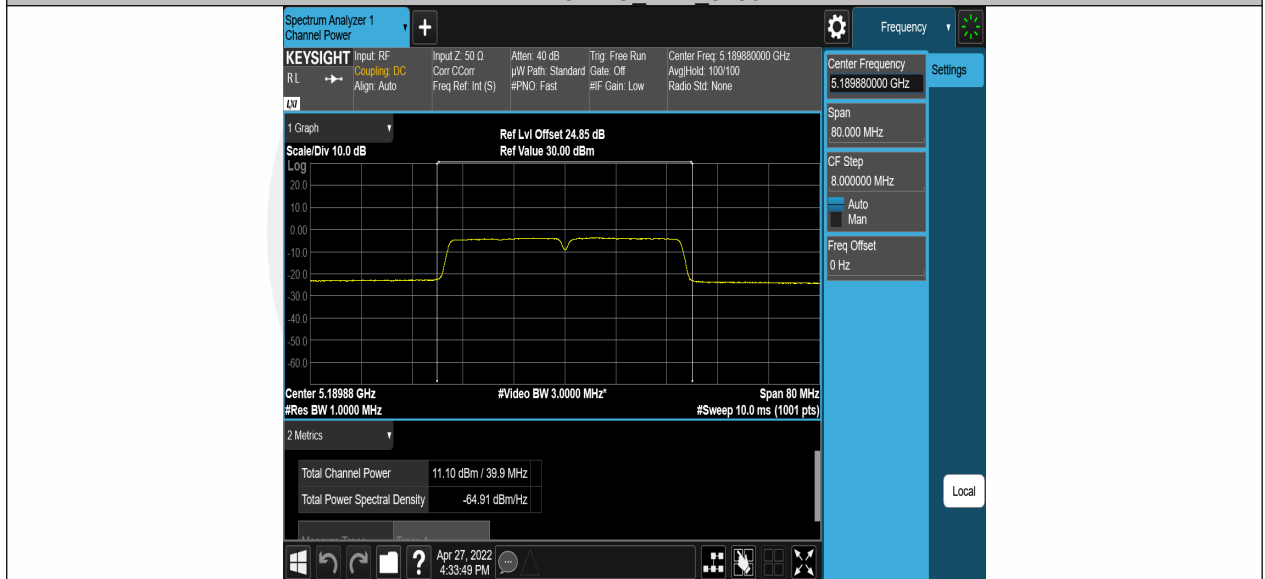 Spectrum Analyzer 1
Channel Power
+
Frequency
KEYSIGHT
RL
LXI
Input: RF
Coupling: DC
Align: Auto
Input Z: 50 Ω
Corr CCorr
Freq Ref: Int (S)
Atten: 40 dB
µW Path: Standard
#PNO: Fast
Trig: Free Run
Gate: Off
#IF Gain: Low
Center Freq: 5.189880000 GHz
Avg|Hold: 100/100
Radio Std: None
Center Frequency
5.189880000 GHz
Settings
Span
80.000 MHz
CF Step
8.000000 MHz
Auto
Man
Freq Offset
0 Hz
1 Graph
Scale/Div 10.0 dB
Ref Lvl Offset 24.85 dB
Ref Value 30.00 dBm
Log
20.0
10.0
0.00
-10.0
-20.0
-30.0
-40.0
-50.0
-60.0
Center 5.18988 GHz
#Video BW 3.0000 MHz*
Span 80 MHz
#Res BW 1.0000 MHz
#Sweep 10.0 ms (1001 pts)
2 Metrics
Total Channel Power 11.10 dBm / 39.9 MHz
Total Power Spectral Density -64.91 dBm/Hz
Local
?
Apr 27, 2022
4:33:49 PM